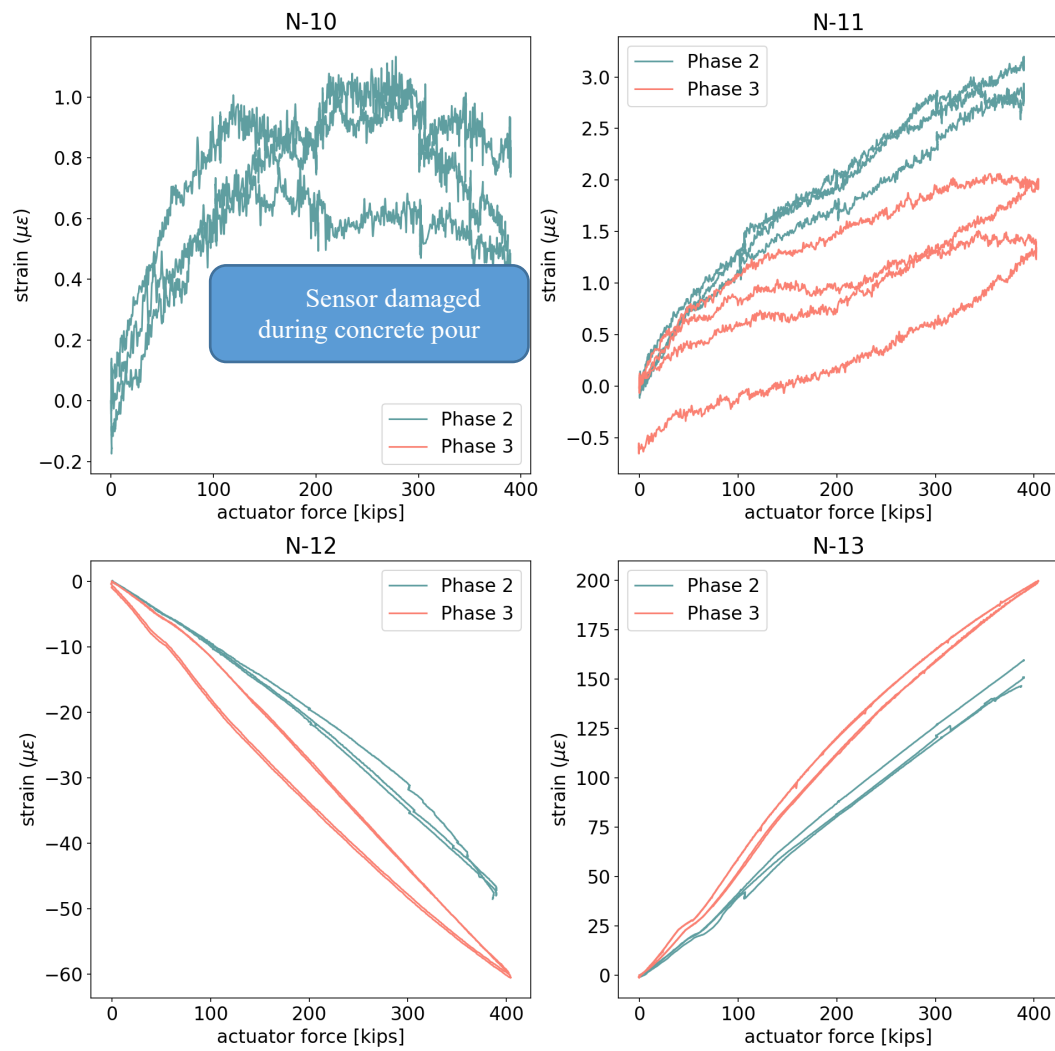 N-10
1.0
0.8
0.6
0.4
0.2
0.0
−0.2
strain (με)
Sensor damaged
during concrete pour
Phase 2
Phase 3
0 100 200 300 400
actuator force [kips]
N-11
Phase 2
Phase 3
3.0
2.5
2.0
1.5
1.0
0.5
0.0
−0.5
strain (με)
0 100 200 300 400
actuator force [kips]
N-12
Phase 2
Phase 3
0
−10
−20
−30
−40
−50
−60
strain (με)
0 100 200 300 400
actuator force [kips]
N-13
Phase 2
Phase 3
200
175
150
125
100
75
50
25
0
strain (με)
0 100 200 300 400
actuator force [kips]